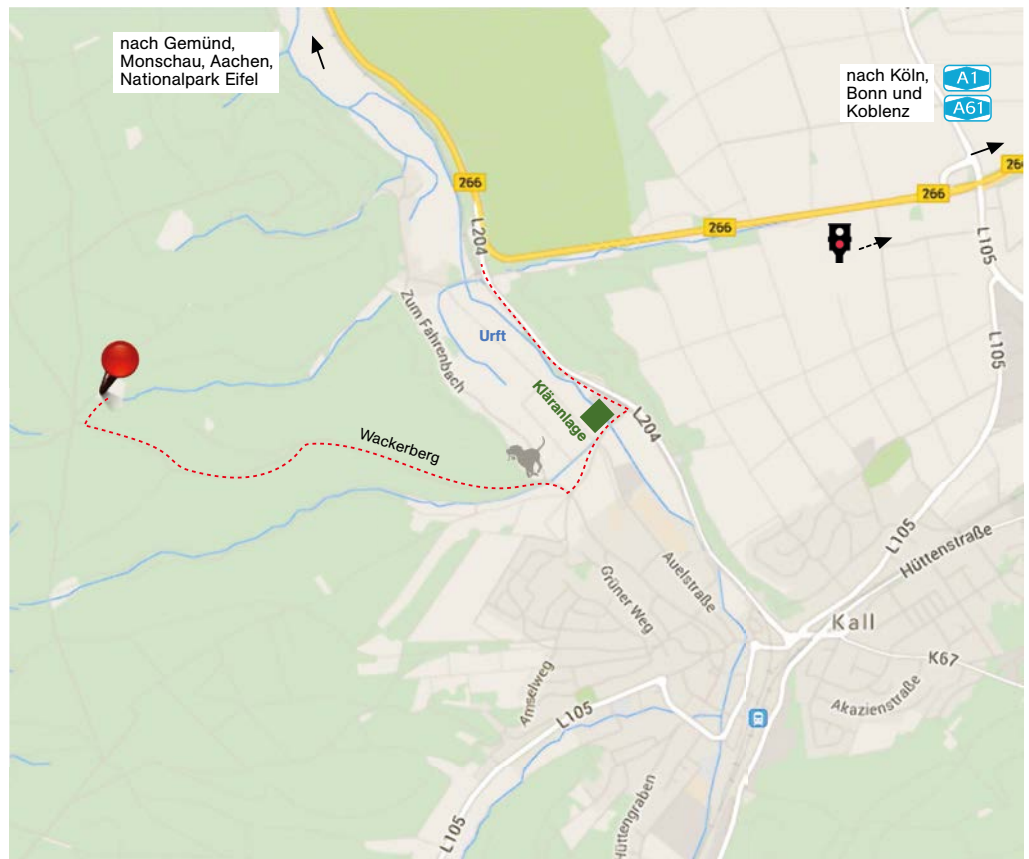 nach Gemünd,
Monschau, Aachen,
Nationalpark Eifel
nach Köln,
Bonn und
Koblenz
A1
A61
266
266
266
26
L204
L105
L105
Zum Fahrenbach
Urft
Kläranlage
L204
Wackerberg
L105
Hüttenstraße
Auelstraße
Grüner Weg
Kall
K67
Akazienstraße
Amselweg
L105
L105
Hüttengraben